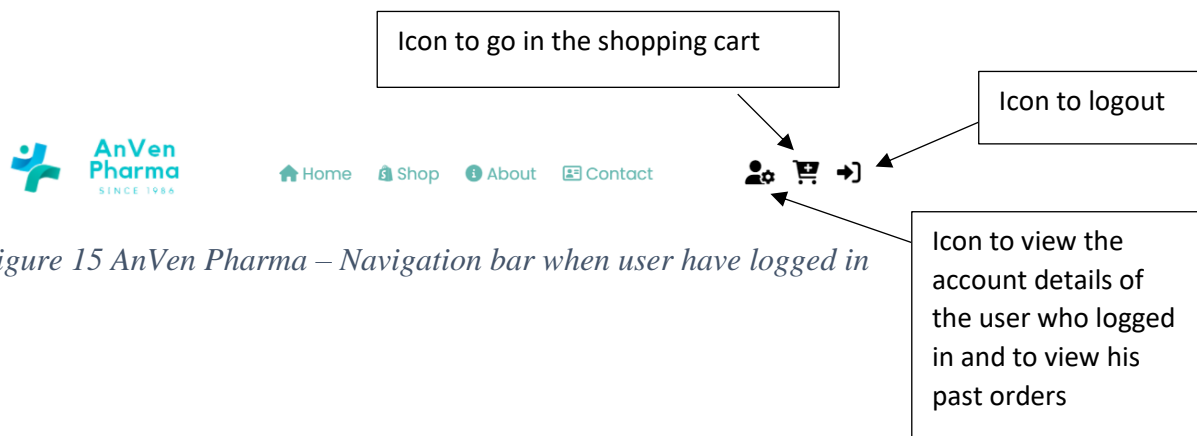 Icon to go in the shopping cart
Icon to logout
AnVen
Pharma
SINCE 1986
Home Shop About Contact
igure 15 AnVen Pharma – Navigation bar when user have logged in
Icon to view the
account details of
the user who logged
in and to view his
past orders